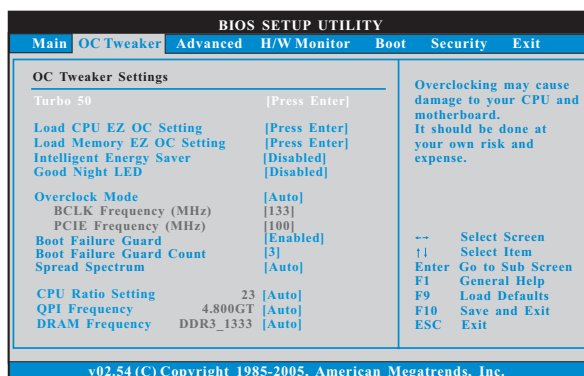 BIOS SETUP UTILITY
Main OC Tweaker Advanced H/W Monitor Boot Security Exit
OC Tweaker Settings
Turbo 50 [Press Enter]
Load CPU EZ OC Setting [Press Enter]
Load Memory EZ OC Setting [Press Enter]
Intelligent Energy Saver [Disabled]
Good Night LED [Disabled]
Overclock Mode [Auto]
BCLK Frequency (MHz) [133]
PCIE Frequency (MHz) [100]
Boot Failure Guard [Enabled]
Boot Failure Guard Count [3]
Spread Spectrum [Auto]
CPU Ratio Setting 23 [Auto]
QPI Frequency 4.800GT [Auto]
DRAM Frequency DDR3_1333 [Auto]
Overclocking may cause
damage to your CPU and
motherboard.
It should be done at
your own risk and
expense.
←→ Select Screen
↑↓ Select Item
Enter Go to Sub Screen
F1 General Help
F9 Load Defaults
F10 Save and Exit
ESC Exit
v02.54 (C) Copyright 1985-2005, American Megatrends, Inc.